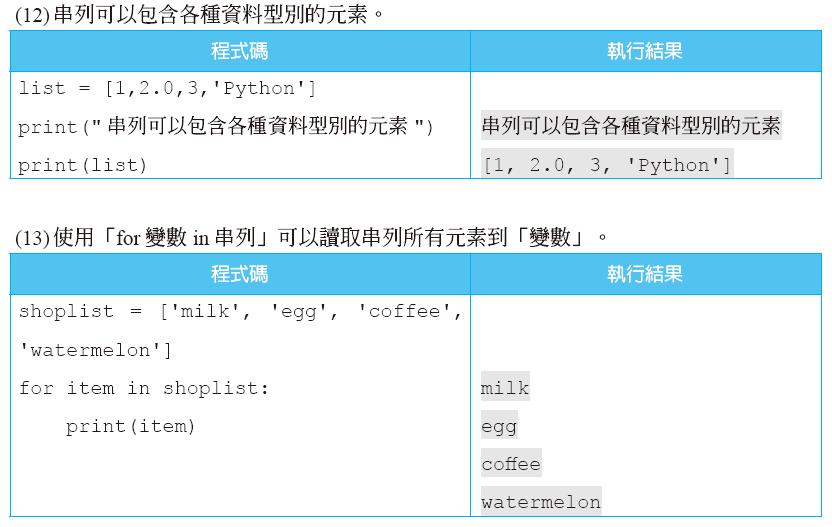 (12)串列可以包含各種資料型別的元素。
程式碼 執行結果
list = [1,2.0,3,'Python']
print(" 串列可以包含各種資料型別的元素 ") 串列可以包含各種資料型別的元素
print(list) [1, 2.0, 3, 'Python']
(13)使用「for 變數 in 串列」可以讀取串列所有元素到「變數」。
程式碼 執行結果
shoplist = ['milk', 'egg', 'coffee',
'watermelon']
for item in shoplist: milk
print(item) egg
coffee
watermelon